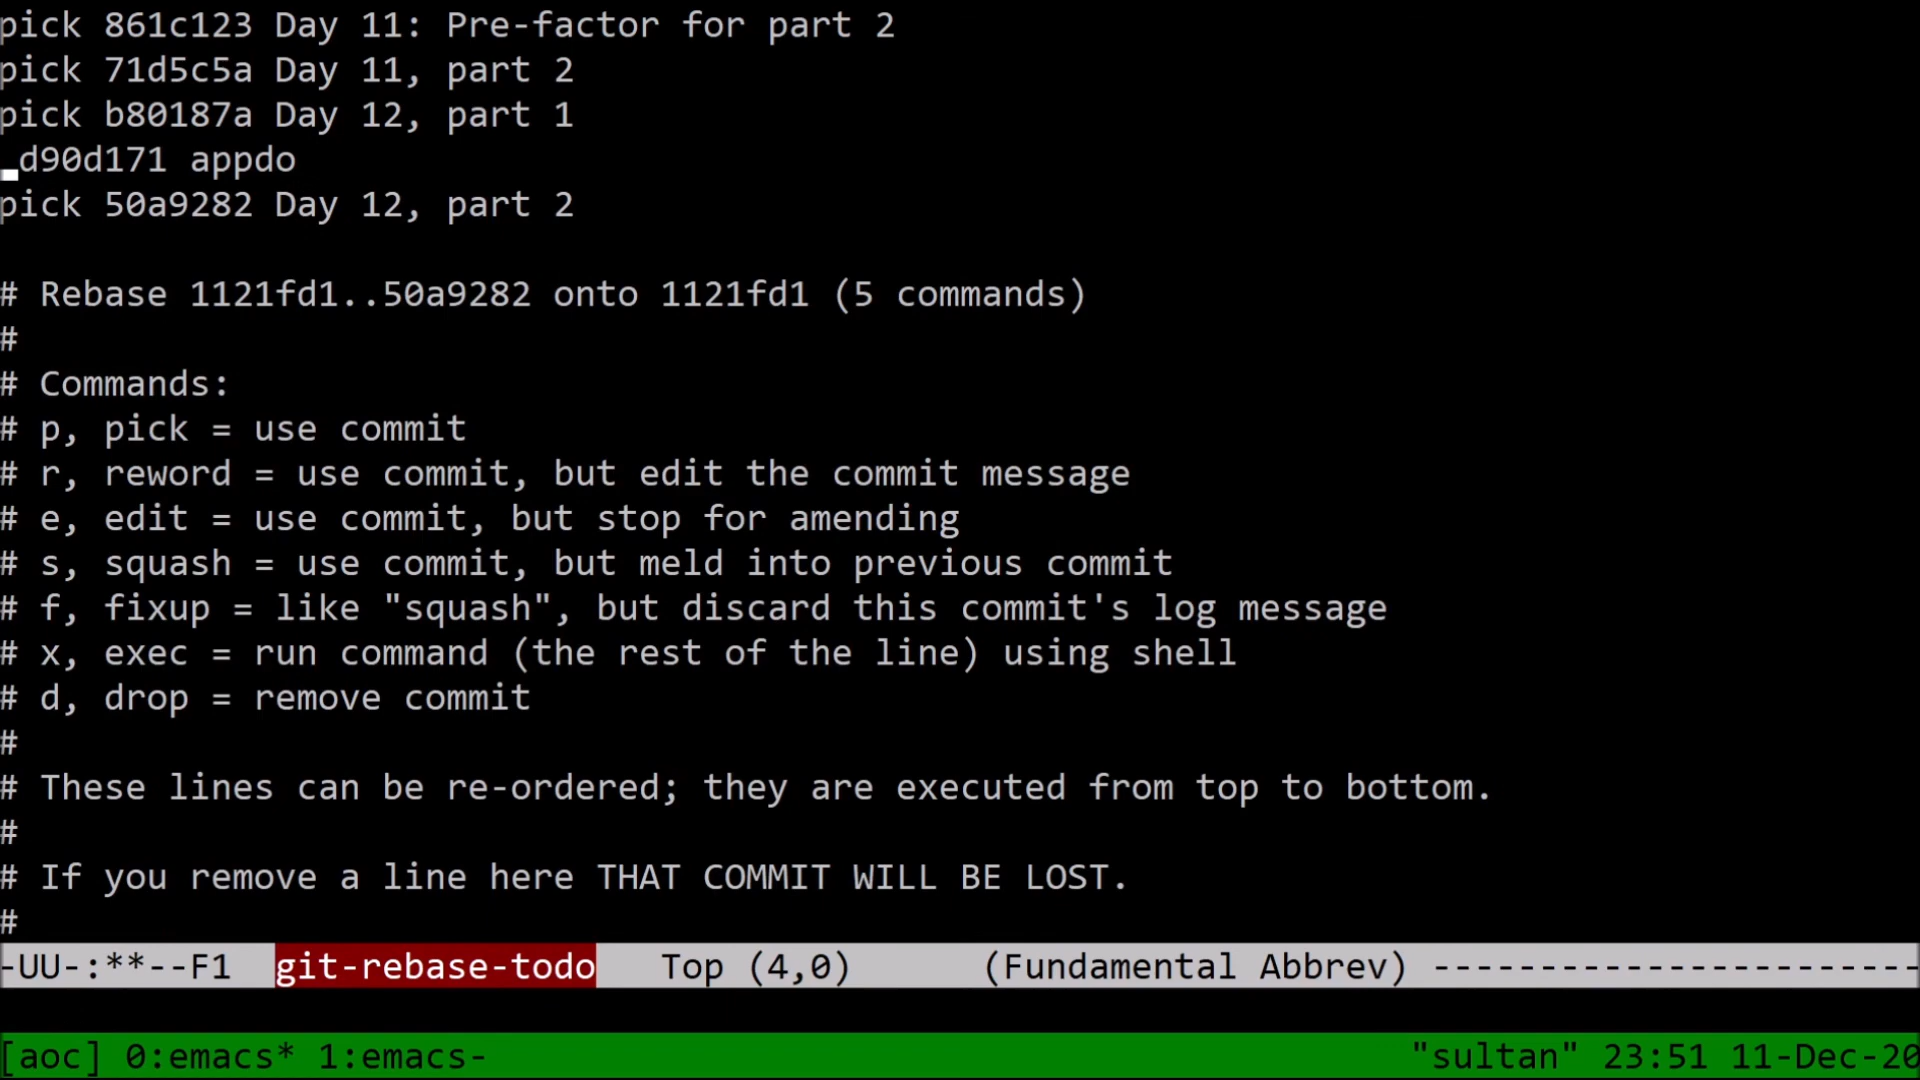 pick 861c123 Day 11: Pre-factor for part 2
pick 71d5c5a Day 11, part 2
pick b80187a Day 12, part 1
 d90d171 appdo
pick 50a9282 Day 12, part 2

# Rebase 1121fd1..50a9282 onto 1121fd1 (5 commands)
#
# Commands:
# p, pick = use commit
# r, reword = use commit, but edit the commit message
# e, edit = use commit, but stop for amending
# s, squash = use commit, but meld into previous commit
# f, fixup = like "squash", but discard this commit's log message
# x, exec = run command (the rest of the line) using shell
# d, drop = remove commit
#
# These lines can be re-ordered; they are executed from top to bottom.
#
# If you remove a line here THAT COMMIT WILL BE LOST.
#
-UU-:**--F1  git-rebase-todo   Top (4,0)      (Fundamental Abbrev) -----------------------
[aoc] 0:emacs* 1:emacs-    "sultan" 23:51 11-Dec-20